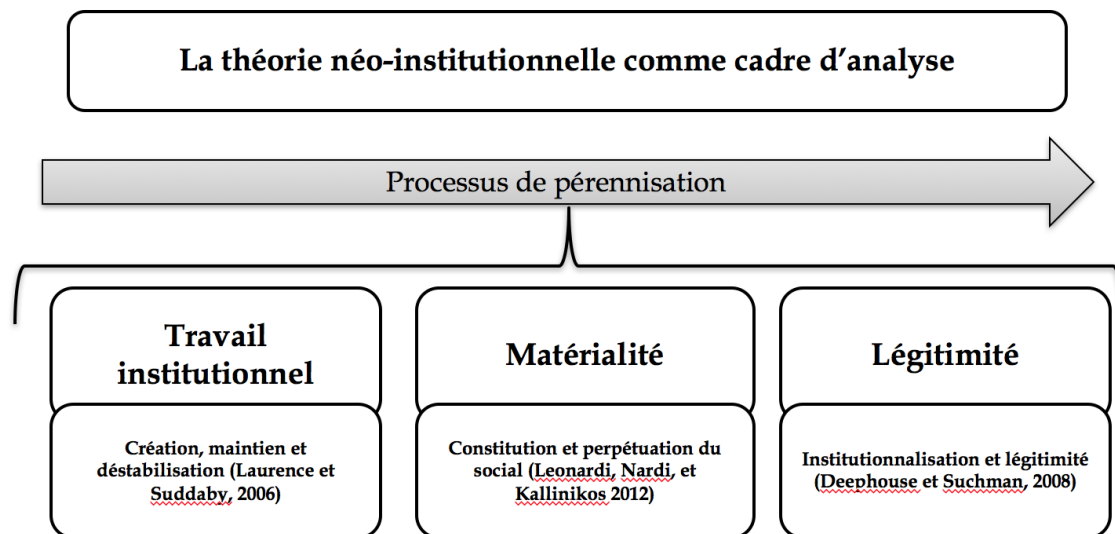 La théorie néo-institutionnelle comme cadre d'analyse
Processus de pérennisation
Travail
institutionnel
Création, maintien et
déstabilisation (Laurence et
Suddaby, 2006)
Matérialité
Constitution et perpétuation du
social (Leonardi, Nardi, et
Kallinikos 2012)
Légitimité
Institutionnalisation et légitimité
(Deephouse et Suchman, 2008)